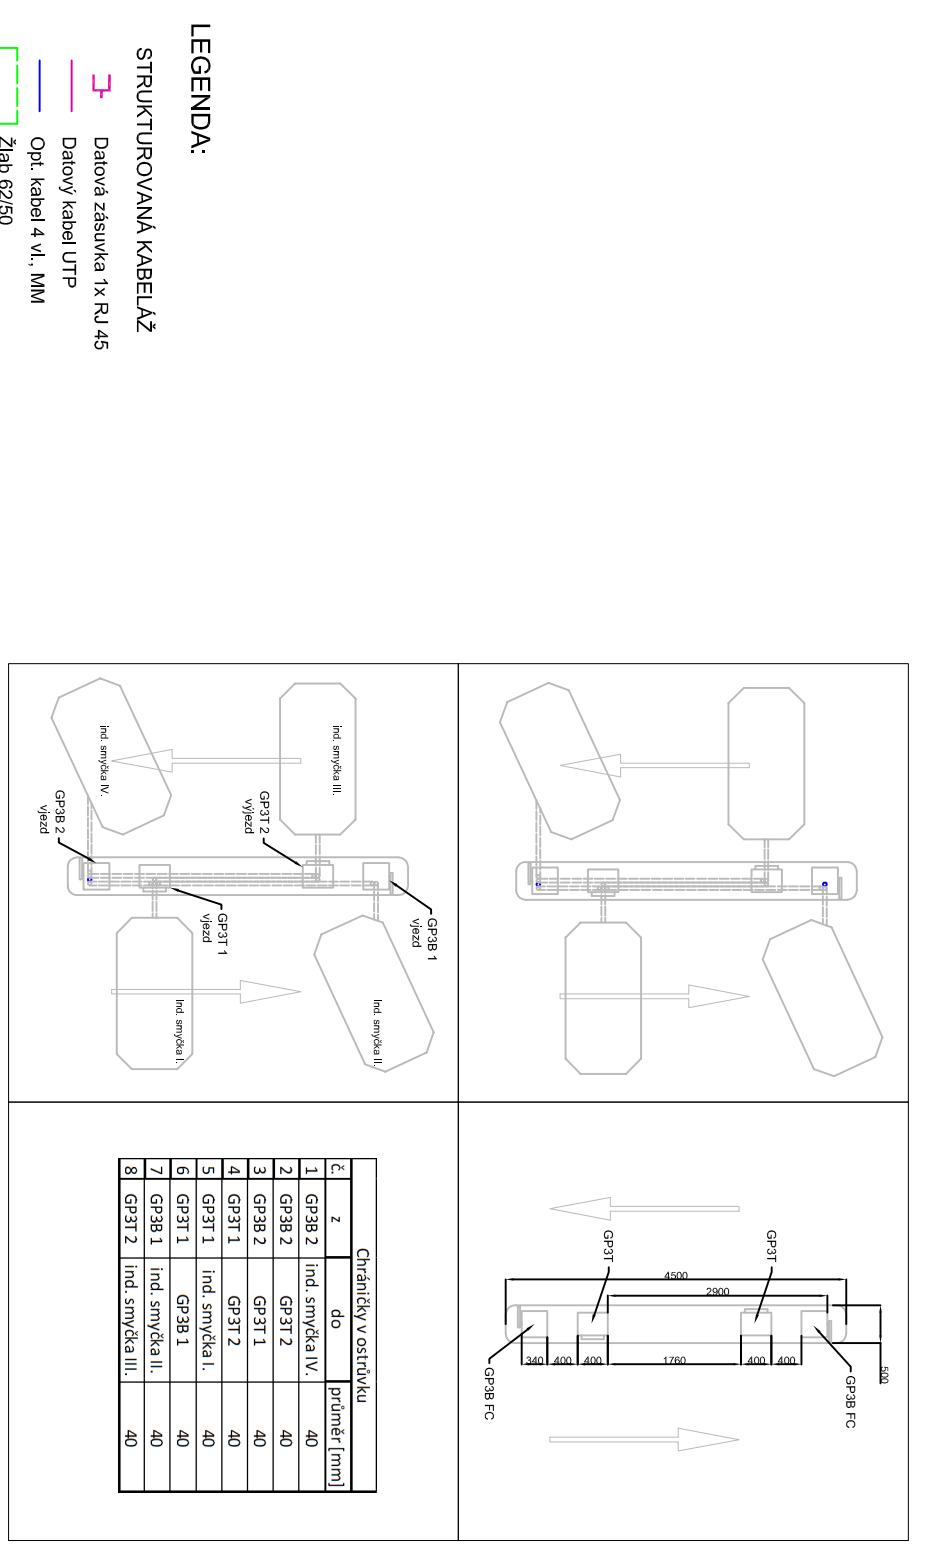 LEGENDA:
STRUKTUROVANÁ KABELÁŽ
Datová zásuvka 1x RJ 45
Datový kabel UTP
Opt. kabel 4 vl., MM
Žlab 62/50
GP3T
GP3T
4500
2900
500
340
400
400
1760
400
400
GP3B FC
GP3B FC
ind. smyčka III.
ind. smyčka IV.
GP3T 2
výjezd
GP3B 2
vjezd
GP3B 1
vjezd
GP3T 1
vjezd
Ind. smyčka II.
Ind. smyčka I.
Chráničky v ostrůvku
č. z do průměr [mm]
1 GP3B 2 ind. smyčka IV. 40
2 GP3B 2 GP3T 2 40
3 GP3B 2 GP3T 1 40
4 GP3T 1 GP3T 2 40
5 GP3T 1 ind. smyčka I. 40
6 GP3T 1 GP3B 1 40
7 GP3B 1 ind. smyčka II. 40
8 GP3T 2 ind. smyčka III. 40